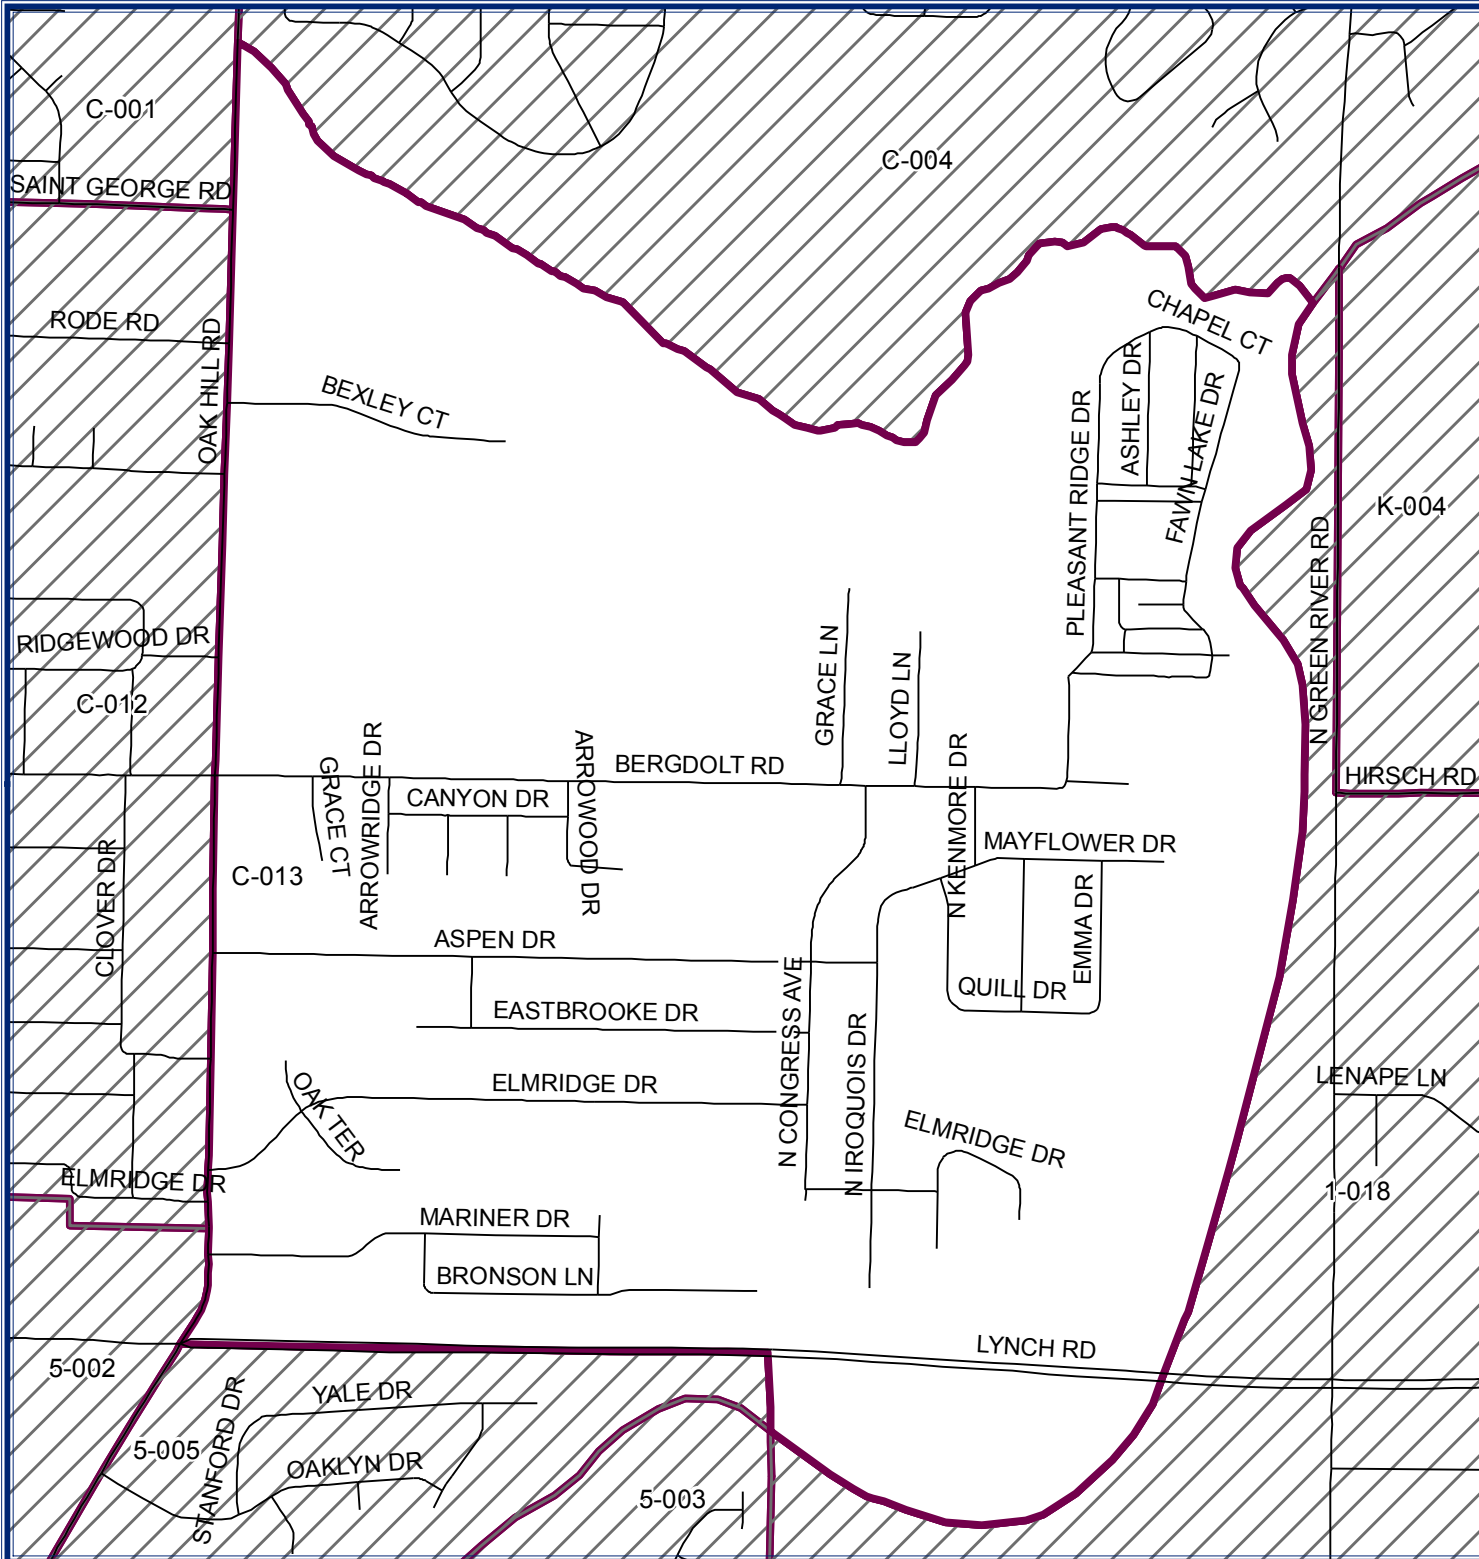 C-001
C-004
SAINT GEORGE RD
CHAPEL CT
RODE RD
OAK HILL RD
BEXLEY CT
ASHLEY DR
PLEASANT RIDGE DR
FAWN LAKE DR
K-004
N GREEN RIVER RD
RIDGEWOOD DR
C-012
GRACE LN
LLOYD LN
BERGDOLT RD
HIRSCH RD
GRACE CT
ARROWRIDGE DR
CANYON DR
ARROWOOD DR
N KENMORE DR
MAYFLOWER DR
C-013
CLOVER DR
EMMA DR
ASPEN DR
QUILL DR
EASTBROOKE DR
N CONGRESS AVE
N IROQUOIS DR
ELMRIDGE DR
OAK TER
LENAPE LN
ELMRIDGE DR
ELMRIDGE DR
1-018
MARINER DR
BRONSON LN
LYNCH RD
5-002
YALE DR
STANFORD DR
5-005
OAKLYN DR
5-003